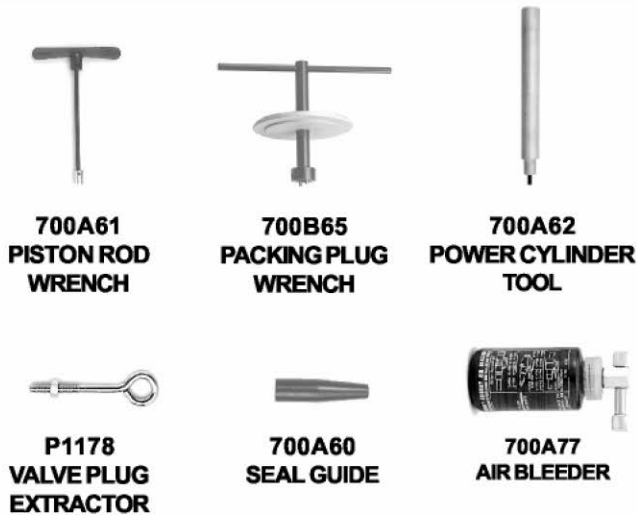 700A61
PISTON ROD
WRENCH
700B65
PACKING PLUG
WRENCH
700A62
POWER CYLINDER
TOOL
P1178
VALVE PLUG
EXTRACTOR
700A60
SEAL GUIDE
700A77
AIR BLEEDER